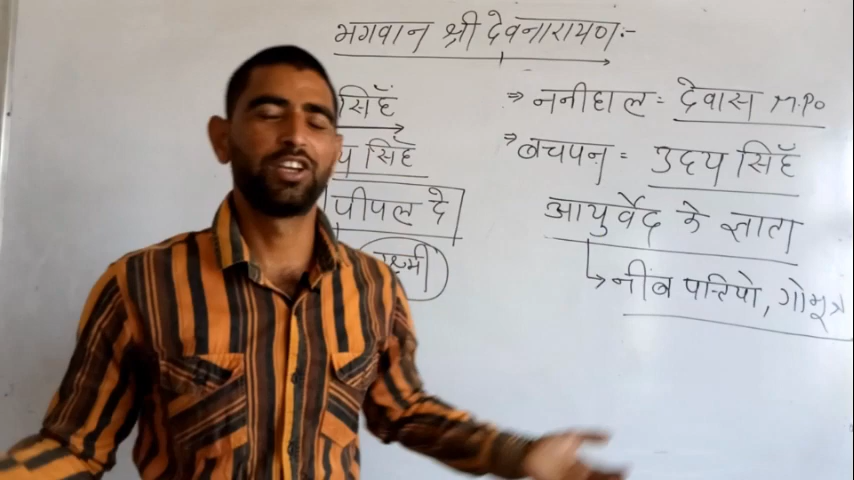 भगवान श्री देवनारायण:-
सिहँ
सिहँ
पीपल दे
⇒ ननीहाल = देवास M.P.
⇒ बचपन = उदय सिहँ
आयुर्वेद के ज्ञाता
↳ नींब पत्तियो, गोमूत्र